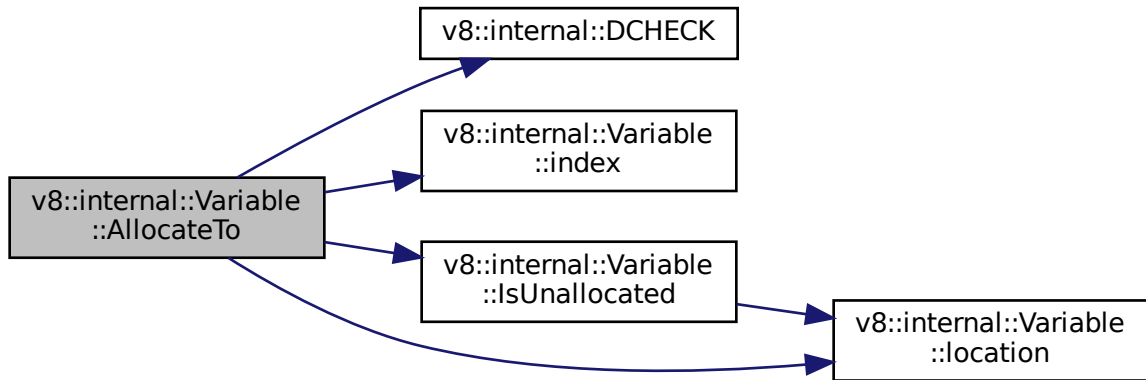 v8::internal::DCHECK
v8::internal::Variable
::index
v8::internal::Variable
::AllocateTo
v8::internal::Variable
::IsUnallocated
v8::internal::Variable
::location